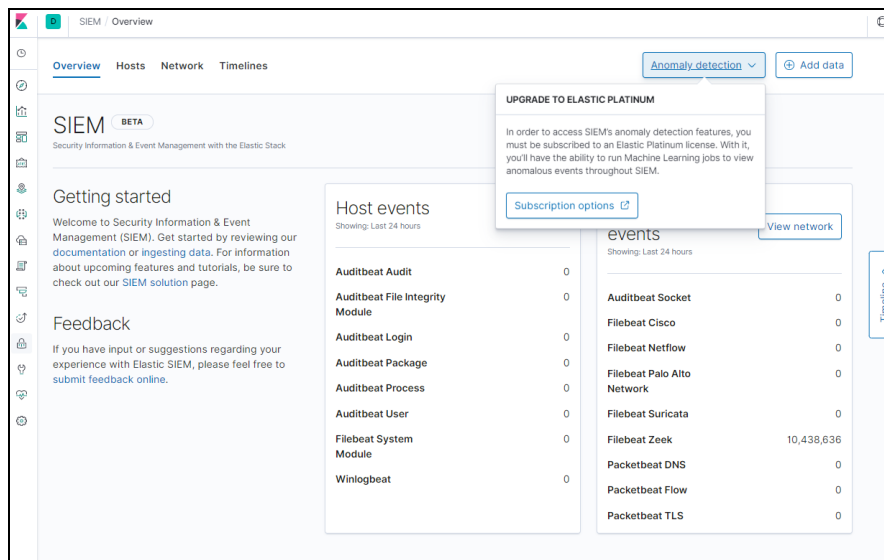 D SIEM / Overview
Overview Hosts Network Timelines
Anomaly detection
Add data
UPGRADE TO ELASTIC PLATINUM
In order to access SIEM's anomaly detection features, you
must be subscribed to an Elastic Platinum license. With it,
you'll have the ability to run Machine Learning jobs to view
anomalous events throughout SIEM.
Subscription options
SIEM BETA
Security Information & Event Management with the Elastic Stack
Getting started
Welcome to Security Information & Event
Management (SIEM). Get started by reviewing our
documentation or ingesting data. For information
about upcoming features and tutorials, be sure to
check out our SIEM solution page.
Feedback
If you have input or suggestions regarding your
experience with Elastic SIEM, please feel free to
submit feedback online.
Host events
Showing: Last 24 hours
Auditbeat Audit 0
Auditbeat File Integrity 0
Module
Auditbeat Login 0
Auditbeat Package 0
Auditbeat Process 0
Auditbeat User 0
Filebeat System 0
Module
Winlogbeat 0
events
View network
Showing: Last 24 hours
Auditbeat Socket 0
Filebeat Cisco 0
Filebeat Netflow 0
Filebeat Palo Alto 0
Network
Filebeat Suricata 0
Filebeat Zeek 10,438,636
Packetbeat DNS 0
Packetbeat Flow 0
Packetbeat TLS 0